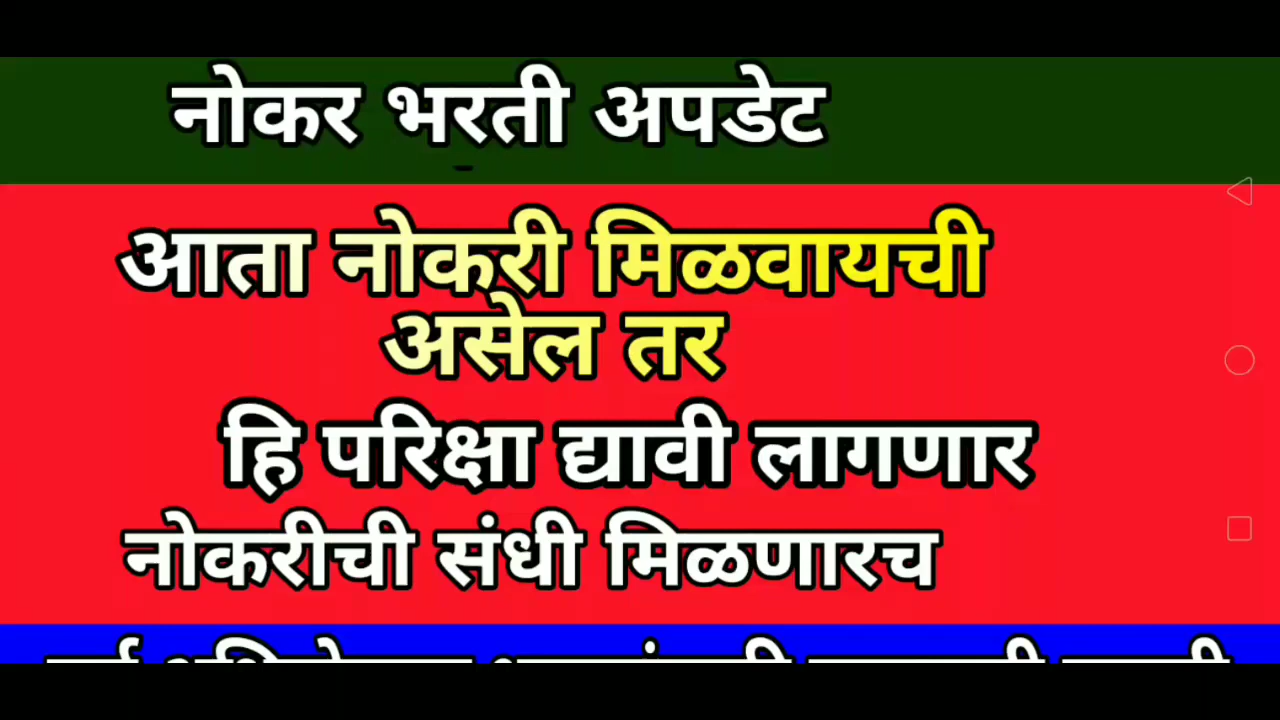 नोकर भरती अपडेट
आता नोकरी मिळवायची
असेल तर
हि परिक्षा द्यावी लागणार
नोकरीची संधी मिळणारच